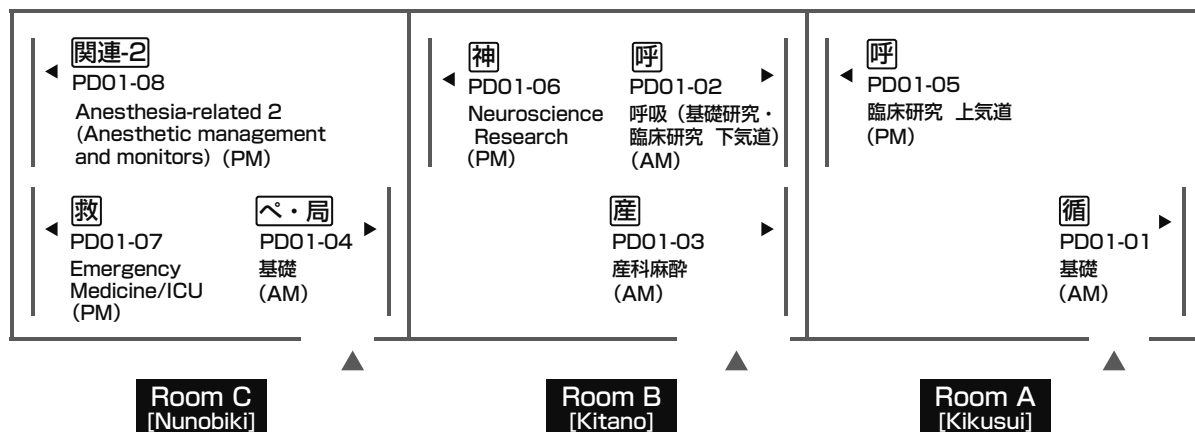 関連-2
PD01-08
Anesthesia-related 2
(Anesthetic management
and monitors) (PM)
救
PD01-07
Emergency
Medicine/ICU
(PM)
ペ・局
PD01-04
基礎
(AM)
神
PD01-06
Neuroscience
Research
(PM)
呼
PD01-02
呼吸（基礎研究・
臨床研究 下気道）
(AM)
産
PD01-03
産科麻酔
(AM)
呼
PD01-05
臨床研究 上気道
(PM)
循
PD01-01
基礎
(AM)
Room C
[Nunobiki]
Room B
[Kitano]
Room A
[Kikusui]